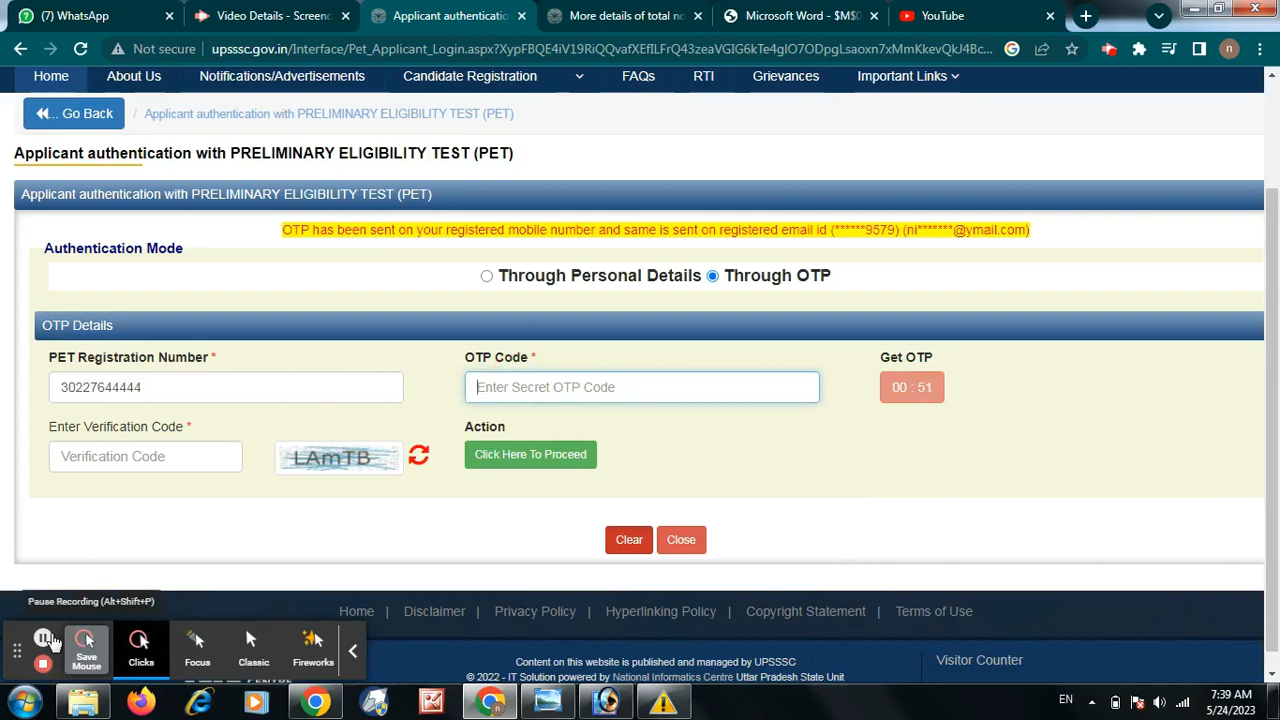 (7) WhatsApp × Video Details - Screenc × Applicant authentication × More details of total no × Microsoft Word - $M$0 × YouTube ×
Not secure | upsssc.gov.in/Interface/Pet_Applicant_Login.aspx?XypFBQE4iV19RiQQvafXEfILFrQ43zeaVGIG6kTe4gIO7ODpgLsaoxn7xMmKkevQkJ4Bc... n
Home About Us Notifications/Advertisements Candidate Registration FAQs RTI Grievances Important Links
... Go Back / Applicant authentication with PRELIMINARY ELIGIBILITY TEST (PET)
Applicant authentication with PRELIMINARY ELIGIBILITY TEST (PET)
Applicant authentication with PRELIMINARY ELIGIBILITY TEST (PET)
OTP has been sent on your registered mobile number and same is sent on registered email id (******9579) (ni*******@ymail.com)
Authentication Mode
Through Personal Details Through OTP
OTP Details
PET Registration Number * OTP Code * Get OTP
30227644444 Enter Secret OTP Code 00 : 51
Enter Verification Code * Action
Verification Code LAmTB Click Here To Proceed
Clear Close
Pause Recording (Alt+Shift+P)
Home | Disclaimer | Privacy Policy | Hyperlinking Policy | Copyright Statement | Terms of Use
Save Mouse Clicks Focus Classic Fireworks
Content on this website is published and managed by UPSSSC Visitor Counter
© 2022 - IT Solution powered by National Informatics Centre Uttar Pradesh State Unit
EN 7:39 AM
5/24/2023